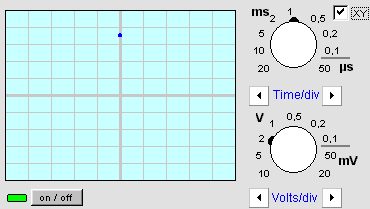 ms 2 1 0,5 XY
5 0,2
10 0,1
20 50 µs
Time/div
V 1 0,5 0,2
2 0,1
5 50
10 20 mV
Volts/div
on / off